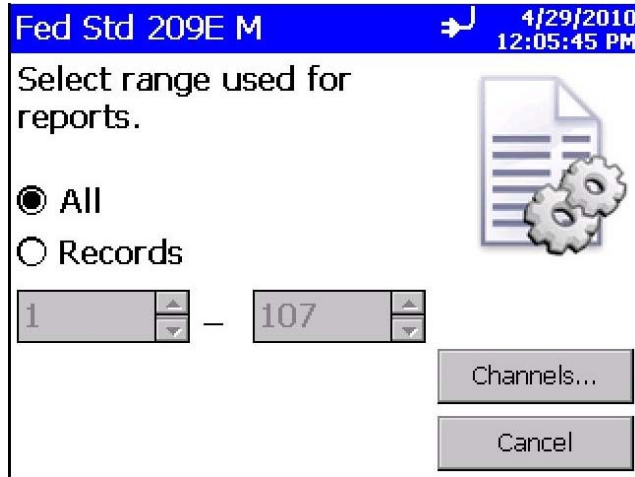 Fed Std 209E M
4/29/2010
12:05:45 PM
Select range used for
reports.
All
Records
1 – 107
Channels...
Cancel